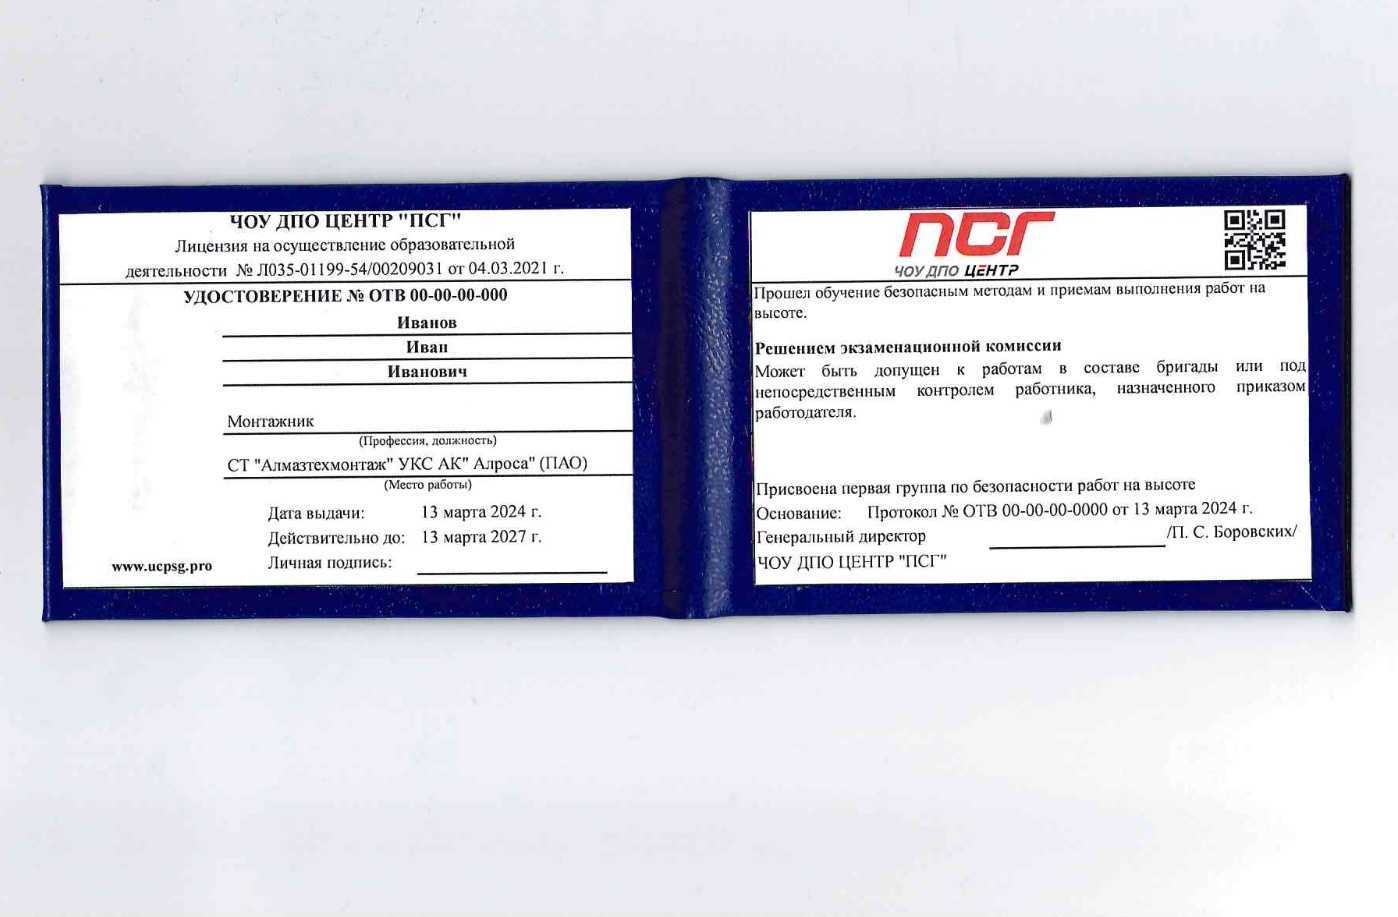 ЧОУ ДПО ЦЕНТР "ПСГ"
Лицензия на осуществление образовательной
деятельности № Л035-01199-54/00209031 от 04.03.2021 г.
УДОСТОВЕРЕНИЕ № ОТВ 00-00-00-000
Иванов
Иван
Иванович
Монтажник
(Профессия, должность)
СТ "Алмазтехмонтаж" УКС АК" Алроса" (ПАО)
(Место работы)
Дата выдачи: 13 марта 2024 г.
Действительно до: 13 марта 2027 г.
www.ucpsg.pro Личная подпись:
ПСГ
ЧОУ ДПО ЦЕНТР
Прошел обучение безопасным методам и приемам выполнения работ на
высоте.
Решением экзаменационной комиссии
Может быть допущен к работам в составе бригады или под
непосредственным контролем работника, назначенного приказом
работодателя.
Присвоена первая группа по безопасности работ на высоте
Основание: Протокол № ОТВ 00-00-00-0000 от 13 марта 2024 г.
Генеральный директор /П. С. Боровских/
ЧОУ ДПО ЦЕНТР "ПСГ"